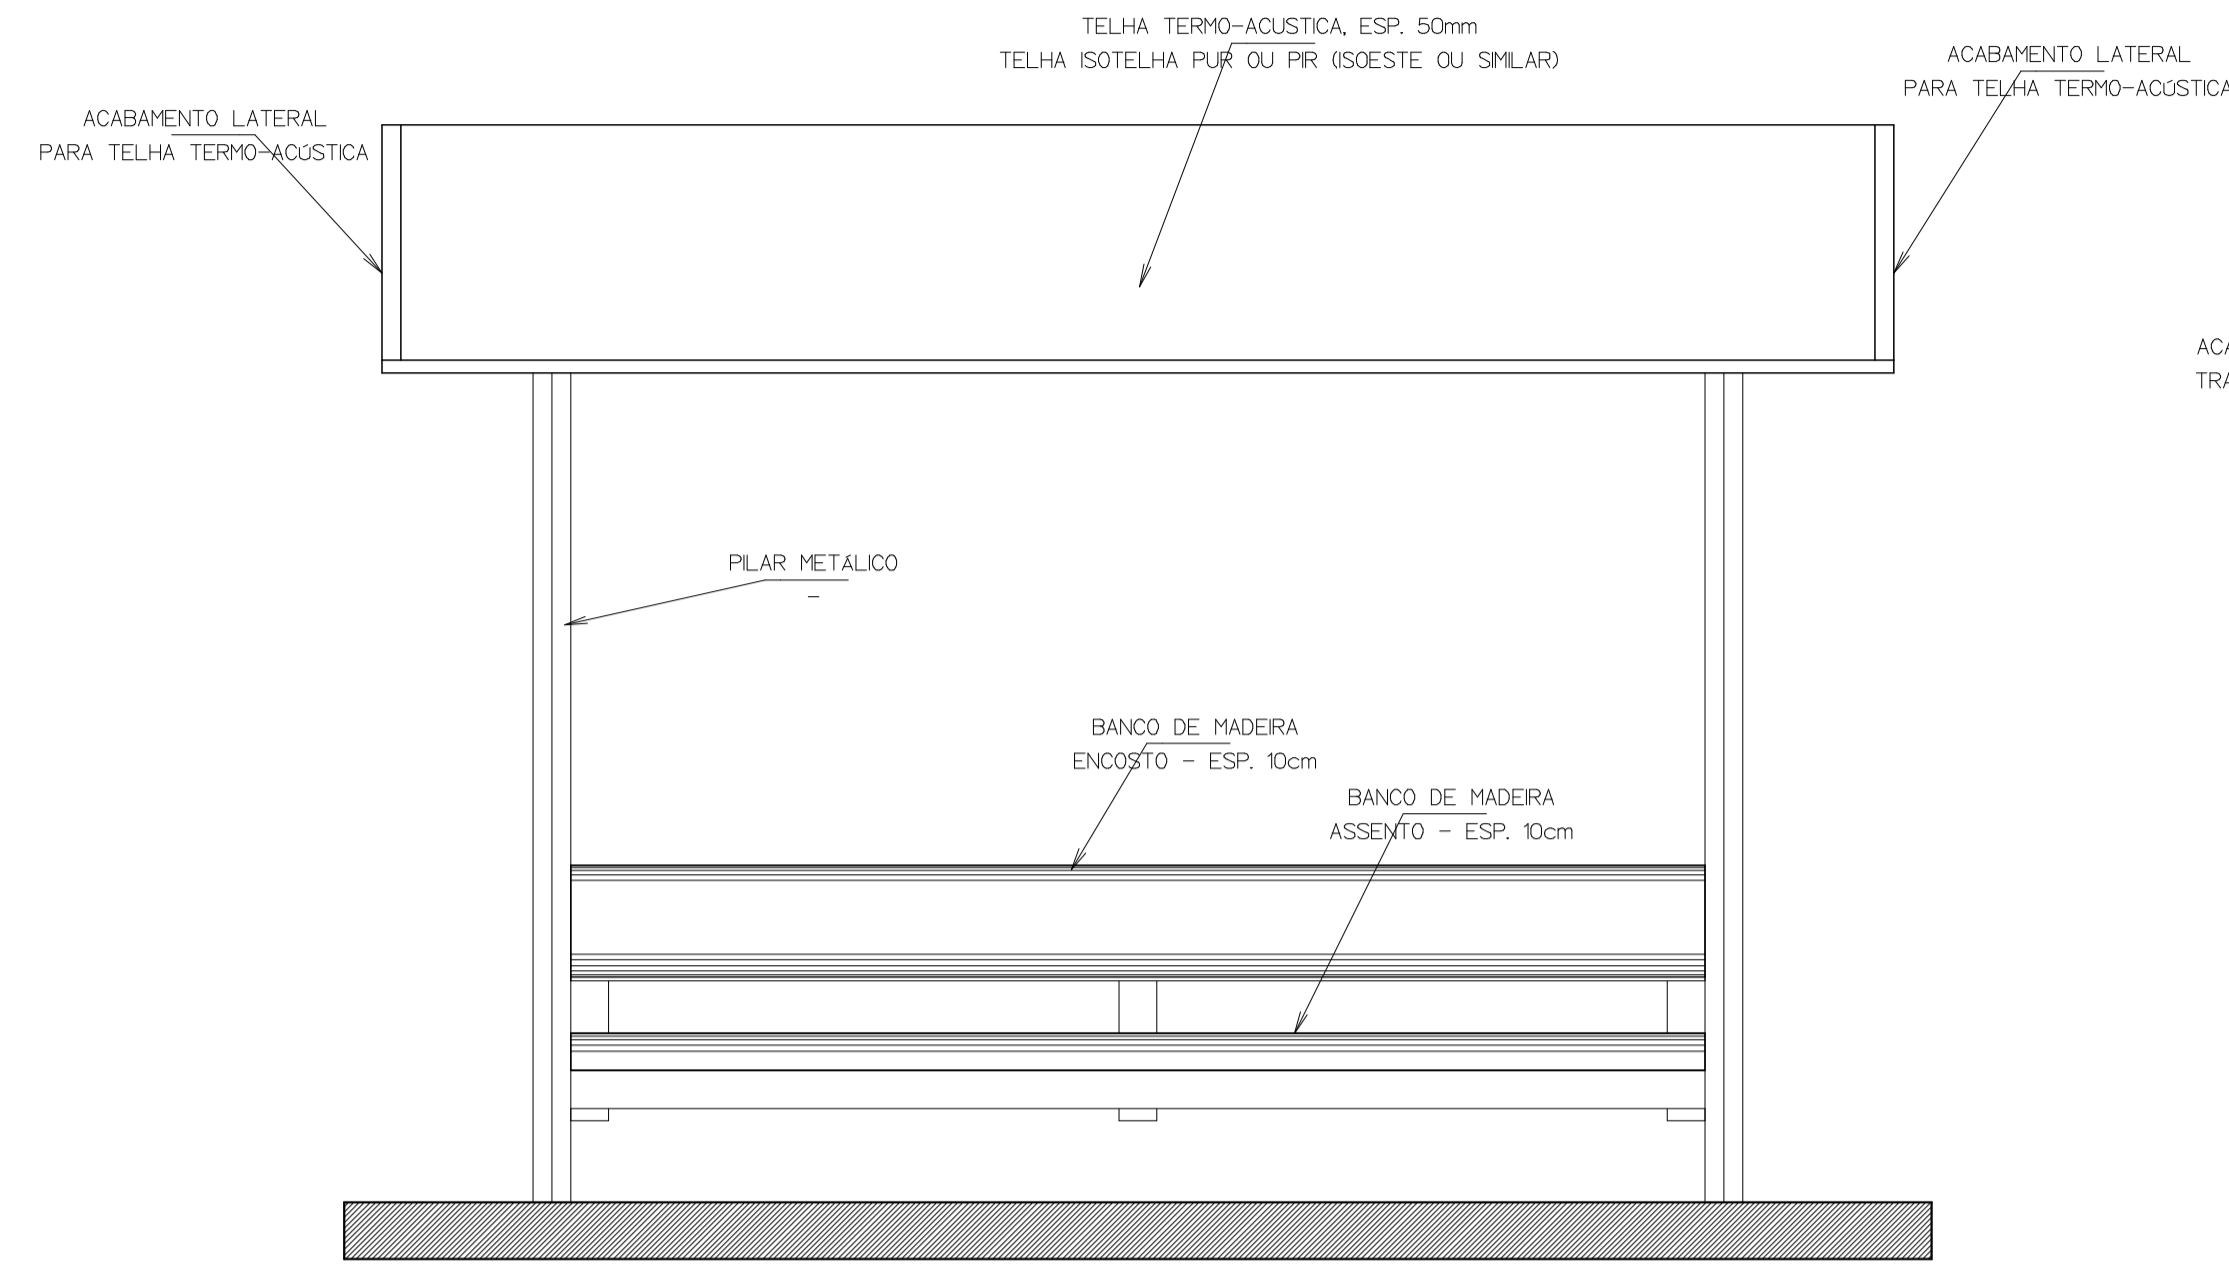 TELHA TERMO-ACUSTICA, ESP. 50mm
TELHA ISOTELHA PUR OU PIR (ISOESTE OU SIMILAR)
ACABAMENTO LATERAL
PARA TELHA TERMO-ACÚSTICA
ACABAMENTO LATERAL
PARA TELHA TERMO-ACÚSTICA
ACA
TRA
PILAR METÁLICO
-
BANCO DE MADEIRA
ENCOSTO - ESP. 10cm
BANCO DE MADEIRA
ASSENTO - ESP. 10cm